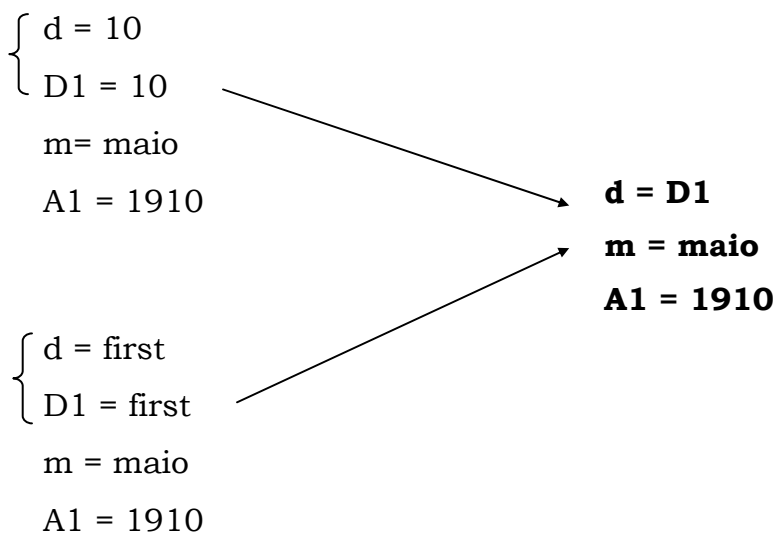 d = 10
D1 = 10
m= maio
A1 = 1910
d = D1
m = maio
A1 = 1910
d = first
D1 = first
m = maio
A1 = 1910